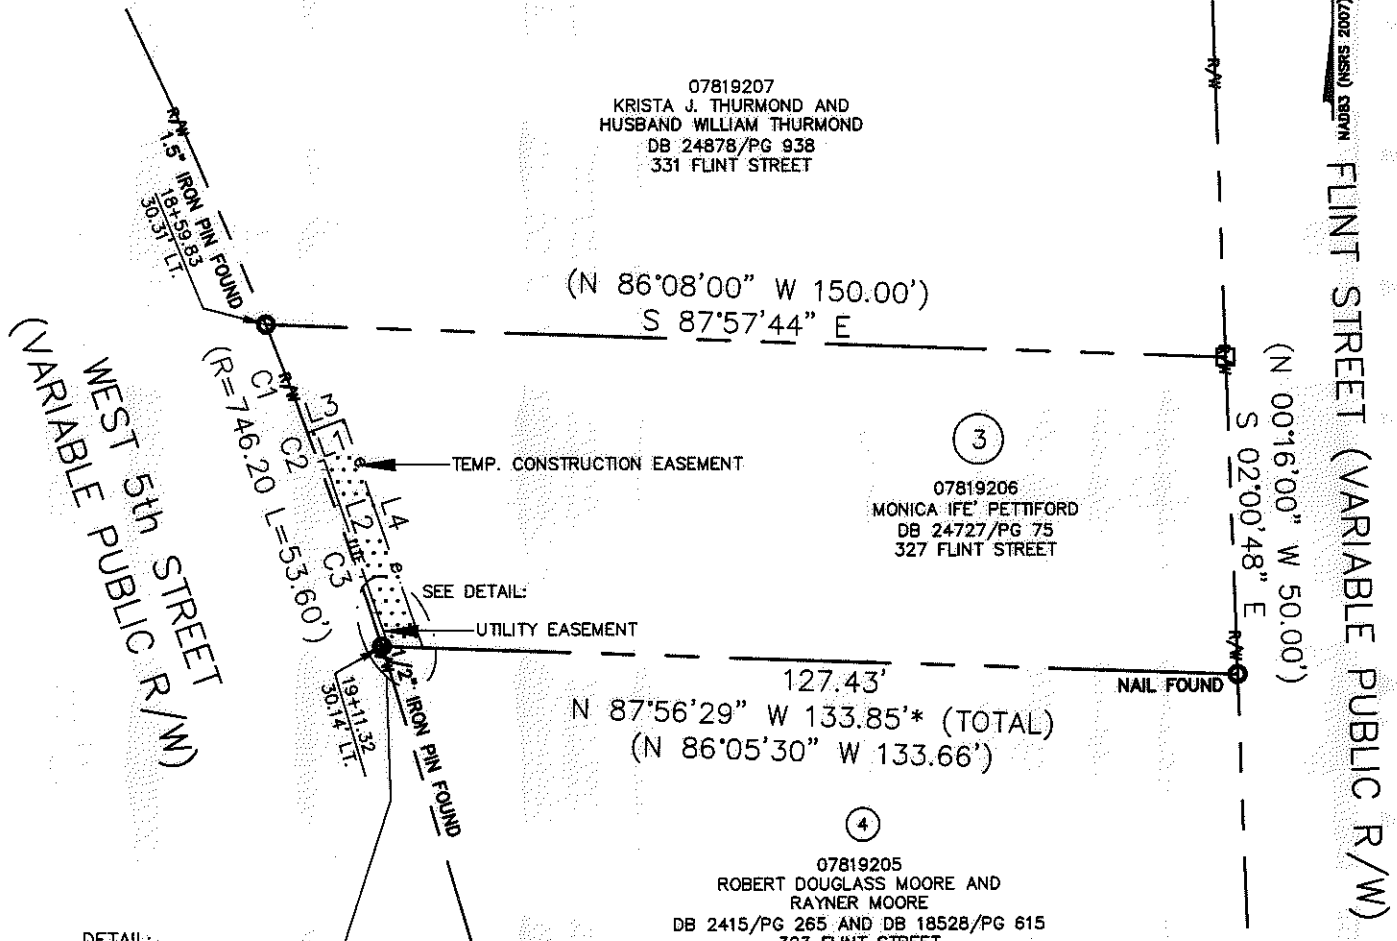 07819207
KRISTA J. THURMOND AND
HUSBAND WILLIAM THURMOND
DB 24878/PG 938
331 FLINT STREET
R/W
R/W
NAD83 (NSRS 2007)
FLINT STREET (VARIABLE PUBLIC R/W)
1.5" IRON PIN FOUND
18+59.83
30.31' LT.
(N 86°08'00" W 150.00')
S 87°57'44" E
R/W
(N 00°16'00" W 50.00')
S 02°00'48" E
R/W
C1
R/W
L3
C2
L2
L4
C3
(R=746.20 L=53.60')
WEST 5th STREET
(VARIABLE PUBLIC R/W)
e
e
TEMP. CONSTRUCTION EASEMENT
3
07819206
MONICA IFE' PETTIFORD
DB 24727/PG 75
327 FLINT STREET
SEE DETAIL:
UTILITY EASEMENT
1/2" IRON PIN FOUND
19+11.32
30.14' LT.
127.43'
N 87°56'29" W 133.85'* (TOTAL)
(N 86°05'30" W 133.66')
NAIL FOUND
4
07819205
ROBERT DOUGLASS MOORE AND
RAYNER MOORE
DB 2415/PG 265 AND DB 18528/PG 615
323 FLINT STREET
DETAIL: